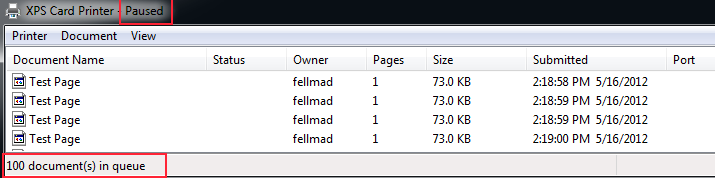 XPS Card Printer - Paused
Printer Document View
Document Name Status Owner Pages Size Submitted Port
Test Page fellmad 1 73.0 KB 2:18:58 PM 5/16/2012
Test Page fellmad 1 73.0 KB 2:18:59 PM 5/16/2012
Test Page fellmad 1 73.0 KB 2:18:59 PM 5/16/2012
Test Page fellmad 1 73.0 KB 2:19:00 PM 5/16/2012
100 document(s) in queue